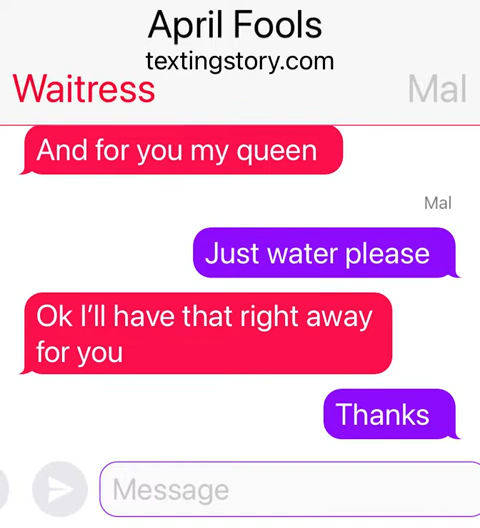 April Fools
textingstory.com
Waitress
Mal
And for you my queen
Mal
Just water please
Ok I’ll have that right away
for you
Thanks
Message